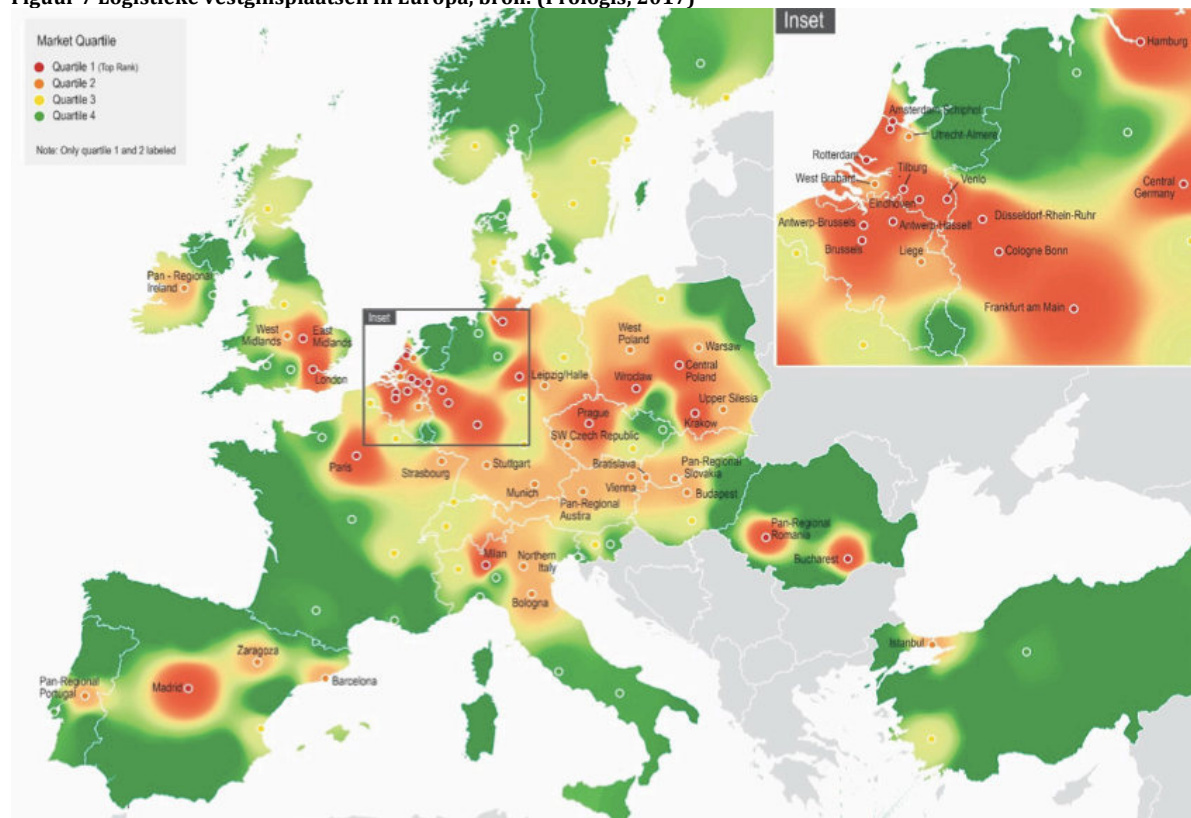 Figuur 7 Logistieke vestginsplaatsen in Europa, bron: (Prologis, 2017)
Market Quartile
Quartile 1 (Top Rank)
Quartile 2
Quartile 3
Quartile 4
Note: Only quartile 1 and 2 labeled
Inset
Hamburg
Amsterdam-Schiphol
Utrecht-Almere
Rotterdam
Tilburg
West Brabant
Venlo
Eindhoven
Central
Germany
Antwerp-Brussels
Antwerp-Hasselt
Düsseldorf-Rhein-Ruhr
Brussels
Liege
Cologne Bonn
Frankfurt am Main
Pan - Regional
Ireland
West
Midlands
East
Midlands
London
Inset
West
Poland
Warsaw
Central
Poland
Leipzig/Halle
Wroclaw
Upper Silesia
Prague
Krakow
SW Czech Republic
Paris
Strasbourg
Stuttgart
Bratislava
Pan-Regional
Slovakia
Munich
Vienna
Budapest
Pan-Regional
Austira
Pan-Regional
Romania
Milan
Northern
Italy
Bucharest
Bologna
Zaragoza
Istanbul
Pan-Regional
Portugal
Madrid
Barcelona